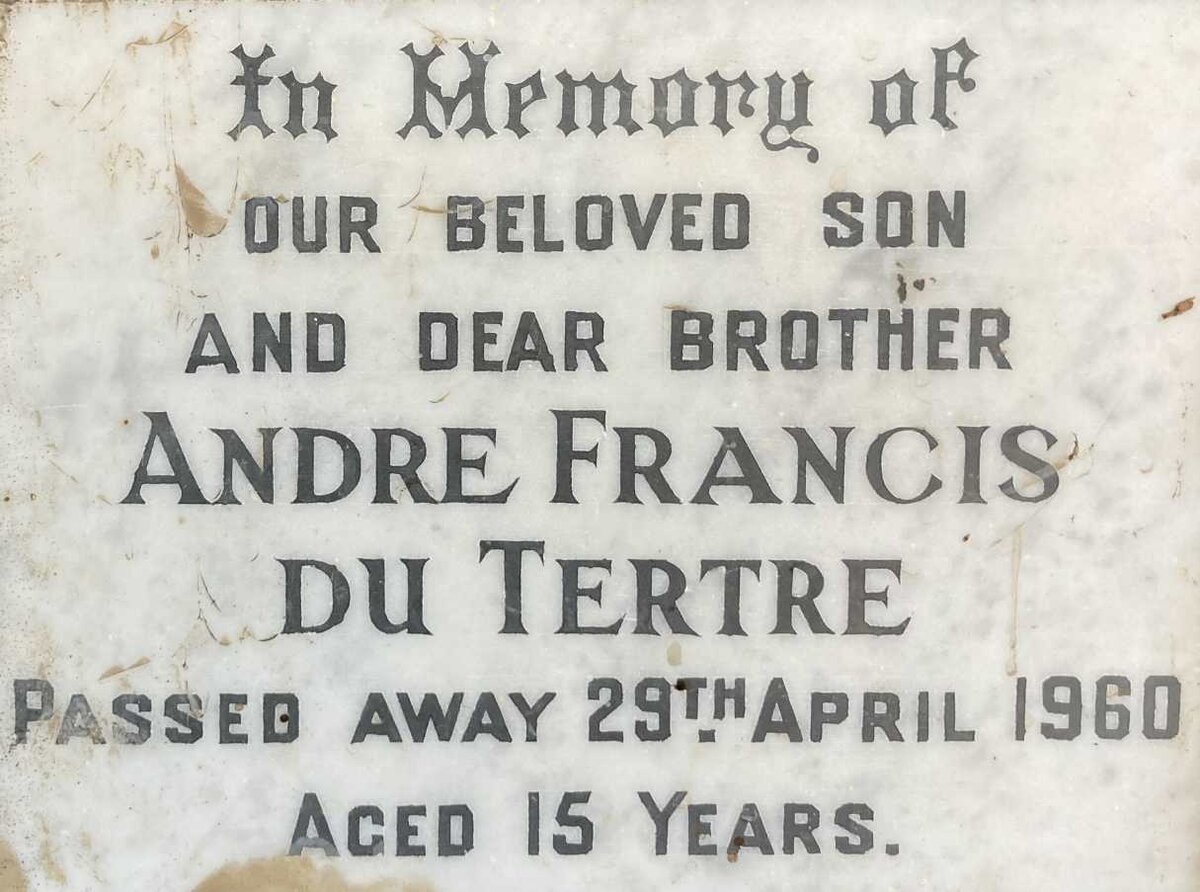 In Memory of
OUR BELOVED SON
AND DEAR BROTHER
ANDRE FRANCIS
DU TERTRE
PASSED AWAY 29TH. APRIL 1960
AGED 15 YEARS.